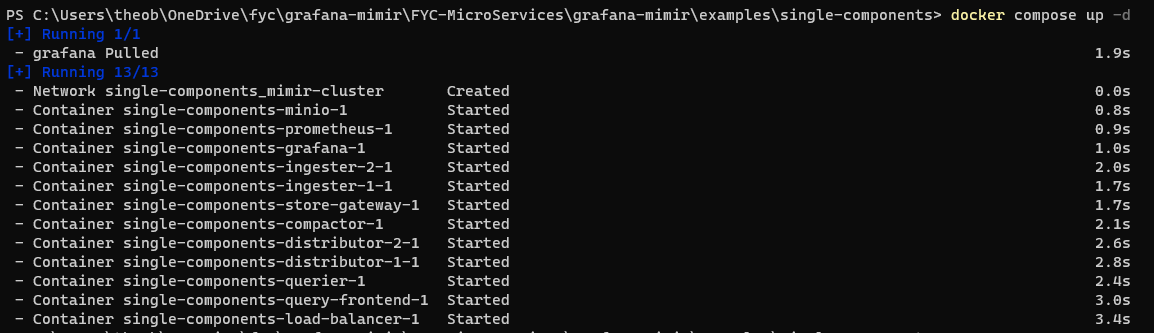 PS C:\Users\theob\OneDrive\fyc\grafana-mimir\FYC-MicroServices\grafana-mimir\examples\single-components> docker compose up -d
[+] Running 1/1
- grafana Pulled 1.9s
[+] Running 13/13
- Network single-components_mimir-cluster Created 0.0s
- Container single-components-minio-1 Started 0.8s
- Container single-components-prometheus-1 Started 0.9s
- Container single-components-grafana-1 Started 1.0s
- Container single-components-ingester-2-1 Started 2.0s
- Container single-components-ingester-1-1 Started 1.7s
- Container single-components-store-gateway-1 Started 1.7s
- Container single-components-compactor-1 Started 2.1s
- Container single-components-distributor-2-1 Started 2.6s
- Container single-components-distributor-1-1 Started 2.8s
- Container single-components-querier-1 Started 2.4s
- Container single-components-query-frontend-1 Started 3.0s
- Container single-components-load-balancer-1 Started 3.4s